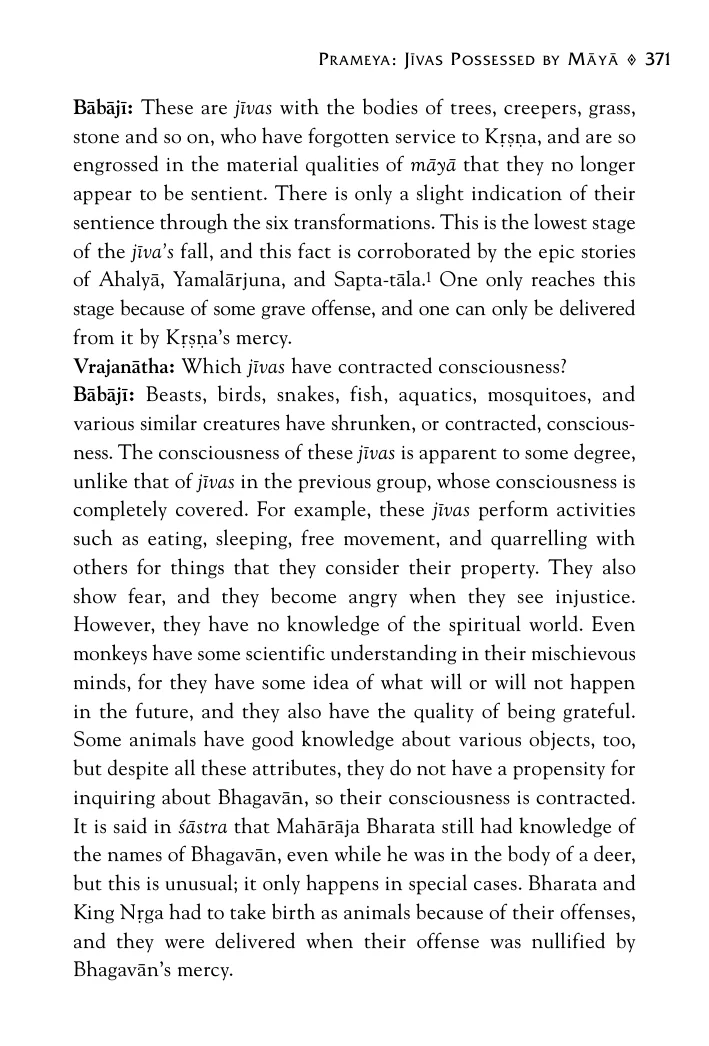 PRAMEYA: JĪVAS POSSESSED BY MĀYĀ ◊ 371
Bābājī: These are jīvas with the bodies of trees, creepers, grass,
stone and so on, who have forgotten service to Kṛṣṇa, and are so
engrossed in the material qualities of māyā that they no longer
appear to be sentient. There is only a slight indication of their
sentience through the six transformations. This is the lowest stage
of the jīva's fall, and this fact is corroborated by the epic stories
of Ahalyā, Yamalārjuna, and Sapta-tāla.1 One only reaches this
stage because of some grave offense, and one can only be delivered
from it by Kṛṣṇa's mercy.
Vrajanātha: Which jīvas have contracted consciousness?
Bābājī: Beasts, birds, snakes, fish, aquatics, mosquitoes, and
various similar creatures have shrunken, or contracted, conscious-
ness. The consciousness of these jīvas is apparent to some degree,
unlike that of jīvas in the previous group, whose consciousness is
completely covered. For example, these jīvas perform activities
such as eating, sleeping, free movement, and quarrelling with
others for things that they consider their property. They also
show fear, and they become angry when they see injustice.
However, they have no knowledge of the spiritual world. Even
monkeys have some scientific understanding in their mischievous
minds, for they have some idea of what will or will not happen
in the future, and they also have the quality of being grateful.
Some animals have good knowledge about various objects, too,
but despite all these attributes, they do not have a propensity for
inquiring about Bhagavān, so their consciousness is contracted.
It is said in śāstra that Mahārāja Bharata still had knowledge of
the names of Bhagavān, even while he was in the body of a deer,
but this is unusual; it only happens in special cases. Bharata and
King Nṛga had to take birth as animals because of their offenses,
and they were delivered when their offense was nullified by
Bhagavān's mercy.